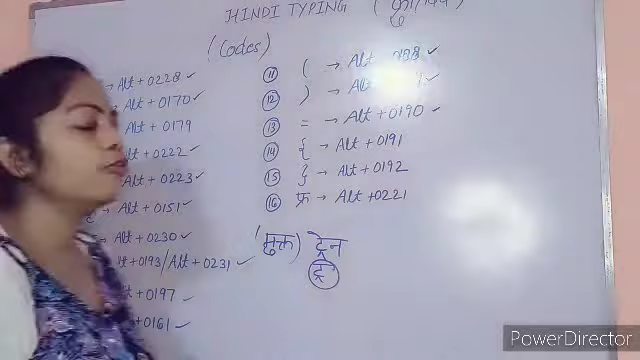 HINDI TYPING
(Codes)
Alt + 0228 ✓
Alt + 0170 ✓
Alt + 0179
Alt + 0222 ✓
Alt + 0223 ✓
Alt + 0151 ✓
Alt + 0230 ✓
Alt + 0193 / Alt + 0231 ✓
Alt + 0197 ✓
+ 0161 ✓
(11) ( → Alt ✓
(12) ) → Alt ✓
(13) = → Alt + 0190 ✓
(14) { → Alt + 0191
(15) } → Alt + 0192
(16) फ्र → Alt + 0221
(मुक्त) ट्रेन
ट्रे
PowerDirector